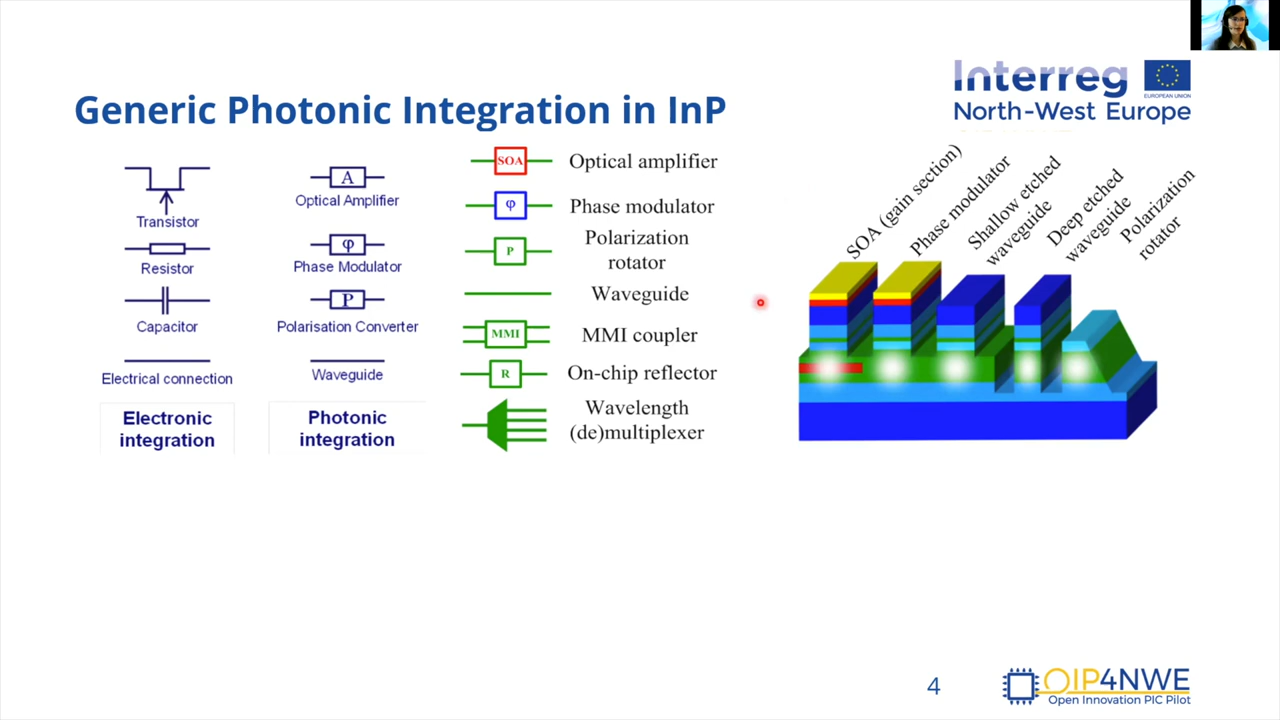 Interreg
EUROPEAN UNION
North-West Europe
Generic Photonic Integration in InP
Transistor
Resistor
Capacitor
Electrical connection
Electronic
integration
A
Optical Amplifier
φ
Phase Modulator
P
Polarisation Converter
Waveguide
Photonic
integration
SOA
Optical amplifier
φ
Phase modulator
P
Polarization
rotator
Waveguide
MMI
MMI coupler
R
On-chip reflector
Wavelength
(de)multiplexer
SOA (gain section)
Phase modulator
Shallow etched
waveguide
Deep etched
waveguide
Polarization
rotator
4
OIP4NWE
Open Innovation PIC Pilot